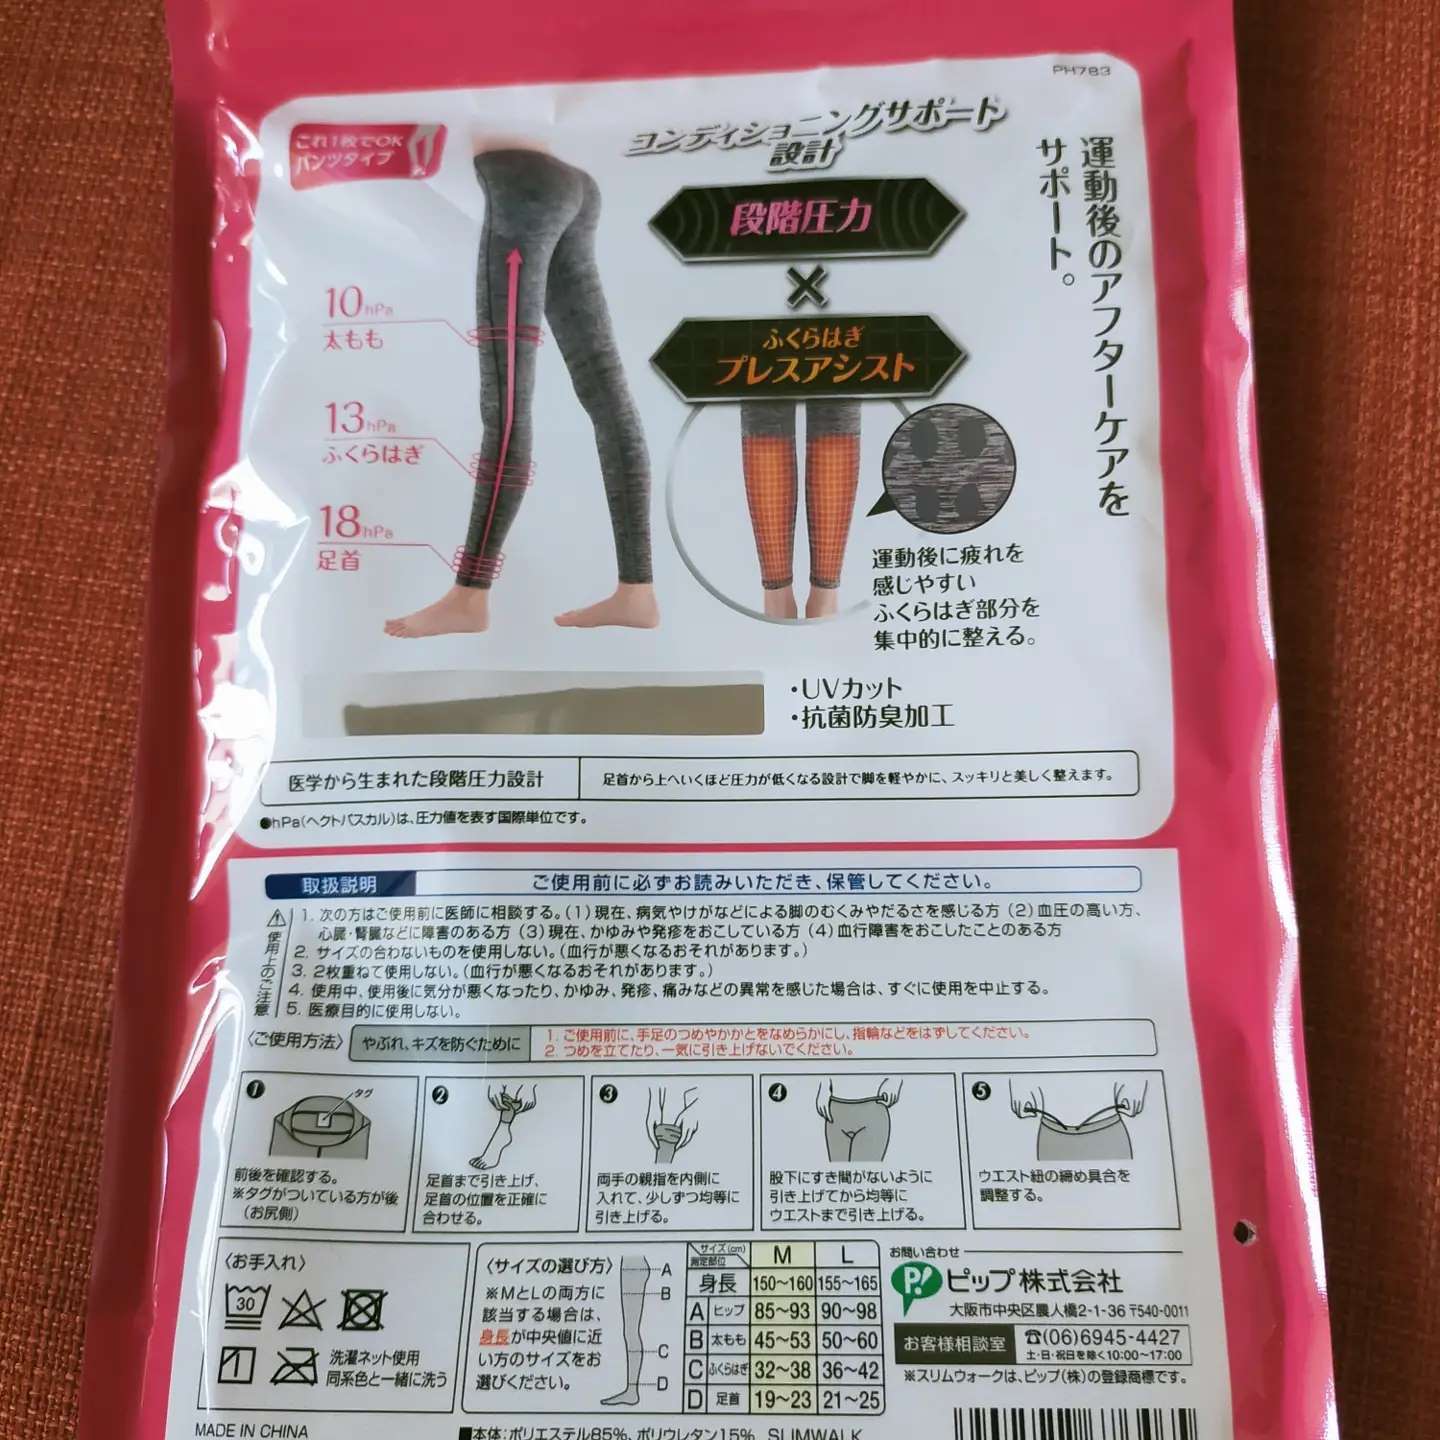 PH783
これ1枚でOK
パンツタイプ
コンディショニングサポート
設計
段階圧力
×
ふくらはぎ
プレスアシスト
運動後のアフターケアを
サポート。
10hPa
太もも
13hPa
ふくらはぎ
18hPa
足首
運動後に疲れを
感じやすい
ふくらはぎ部分を
集中的に整える。
・UVカット
・抗菌防臭加工
医学から生まれた段階圧力設計
足首から上へいくほど圧力が低くなる設計で脚を軽やかに、スッキリと美しく整えます。
●hPa(ヘクトパスカル)は、圧力値を表す国際単位です。
取扱説明 ご使用前に必ずお読みいただき、保管してください。
使用上のご注意
1. 次の方はご使用前に医師に相談する。(1)現在、病気やけがなどによる脚のむくみやだるさを感じる方 (2)血圧の高い方、
心臓・腎臓などに障害のある方 (3)現在、かゆみや発疹をおこしている方 (4)血行障害をおこしたことのある方
2. サイズの合わないものを使用しない。(血行が悪くなるおそれがあります。)
3. 2枚重ねて使用しない。(血行が悪くなるおそれがあります。)
4. 使用中、使用後に気分が悪くなったり、かゆみ、発疹、痛みなどの異常を感じた場合は、すぐに使用を中止する。
5. 医療目的に使用しない。
〈ご使用方法〉 やぶれ、キズを防ぐために
1. ご使用前に、手足のつめやかかとをなめらかにし、指輪などをはずしてください。
2. つめを立てたり、一気に引き上げないでください。
❶
タグ
前後を確認する。
※タグがついている方が後
(お尻側)
❷
足首まで引き上げ、
足首の位置を正確に
合わせる。
❸
両手の親指を内側に
入れて、少しずつ均等に
引き上げる。
❹
股下にすき間がないように
引き上げてから均等に
ウエストまで引き上げる。
❺
ウエスト紐の締め具合を
調整する。
〈お手入れ〉
30
1
洗濯ネット使用
同系色と一緒に洗う
〈サイズの選び方〉
※MとLの両方に
該当する場合は、
身長が中央値に近
い方のサイズをお
選びください。
A
B
C
D
サイズ(cm) 測定部位 M L
身長 150〜160 155〜165
A ヒップ 85〜93 90〜98
B 太もも 45〜53 50〜60
C ふくらはぎ 32〜38 36〜42
D 足首 19〜23 21〜25
お問い合わせ
P! ピップ株式会社
大阪市中央区農人橋2-1-36 〒540-0011
お客様相談室 ☎(06)6945-4427
土・日・祝日を除く10:00〜17:00
※スリムウォークは、ピップ(株)の登録商標です。
MADE IN CHINA
■本体:ポリエステル85%、ポリウレタン15% SLIMWALK